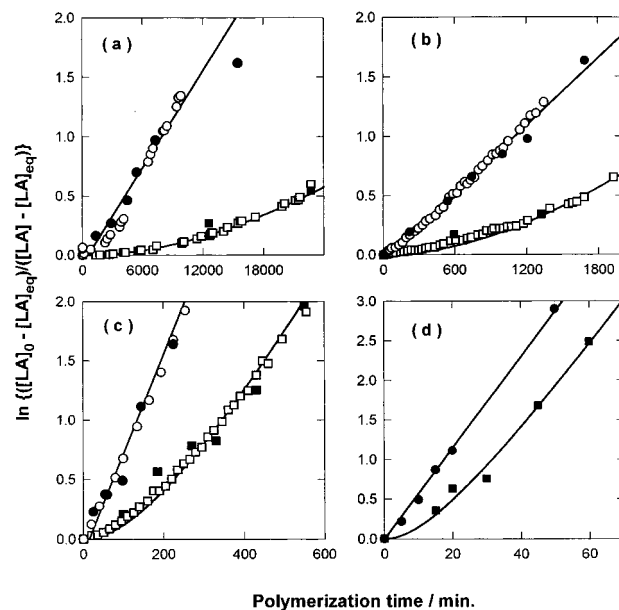 ( a )
2.0
1.5
1.0
0.5
0.0
0 6000 12000 18000
( b )
2.0
1.5
1.0
0.5
0.0
0 600 1200 1800
( c )
2.0
1.5
1.0
0.5
0.0
0 200 400 600
( d )
3.0
2.5
2.0
1.5
1.0
0.5
0.0
0 20 40 60
ln {([LA]0 - [LA]eq)/([LA] - [LA]eq)}
Polymerization time / min.